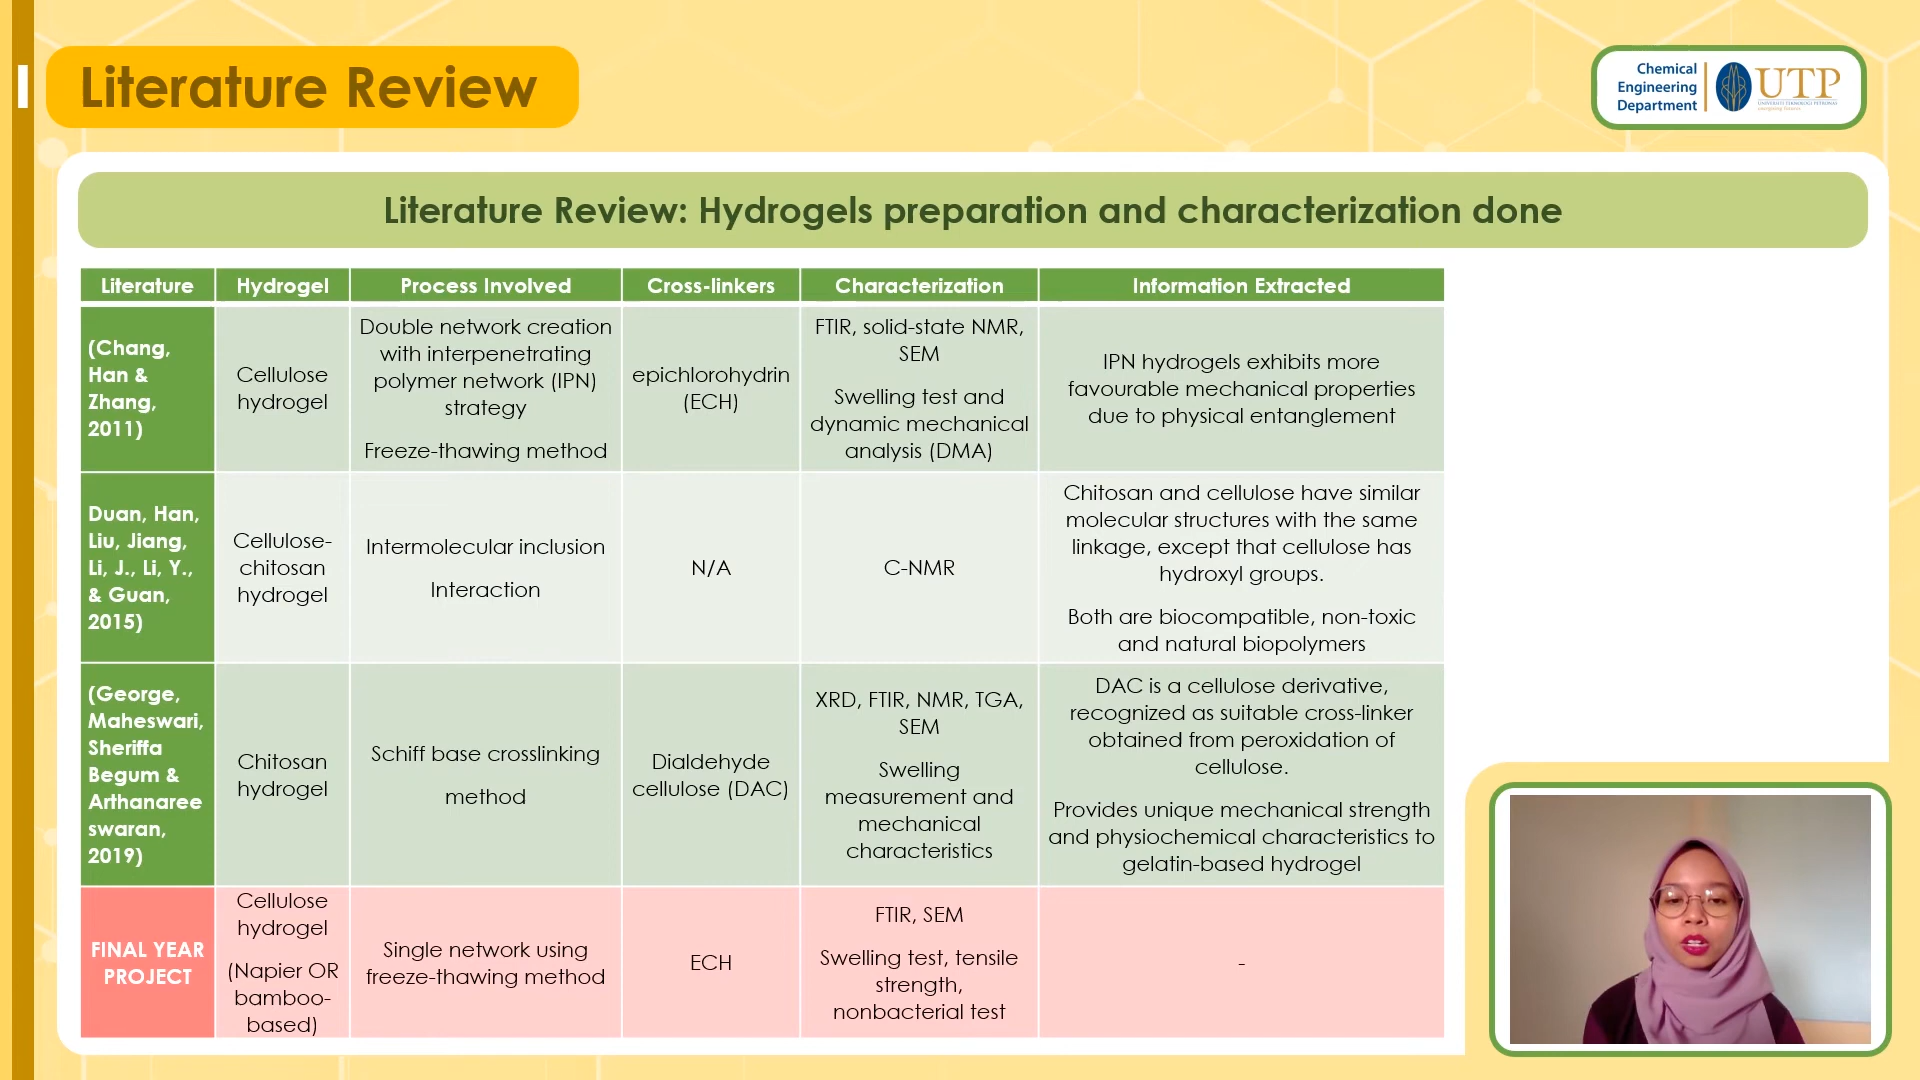 Literature Review
Chemical
Engineering
Department
UTP
UNIVERSITI TEKNOLOGI PETRONAS
Literature Review: Hydrogels preparation and characterization done
Literature
Hydrogel
Process Involved
Cross-linkers
Characterization
Information Extracted
(Chang,
Han &
Zhang,
2011)
Cellulose
hydrogel
Double network creation
with interpenetrating
polymer network (IPN)
strategy
Freeze-thawing method
epichlorohydrin
(ECH)
FTIR, solid-state NMR,
SEM
Swelling test and
dynamic mechanical
analysis (DMA)
IPN hydrogels exhibits more
favourable mechanical properties
due to physical entanglement
Duan, Han,
Liu, Jiang,
Li, J., Li, Y.,
& Guan,
2015)
Cellulose-
chitosan
hydrogel
Intermolecular inclusion
Interaction
N/A
C-NMR
Chitosan and cellulose have similar
molecular structures with the same
linkage, except that cellulose has
hydroxyl groups.
Both are biocompatible, non-toxic
and natural biopolymers
(George,
Maheswari,
Sheriffa
Begum &
Arthanaree
swaran,
2019)
Chitosan
hydrogel
Schiff base crosslinking
method
Dialdehyde
cellulose (DAC)
XRD, FTIR, NMR, TGA,
SEM
Swelling
measurement and
mechanical
characteristics
DAC is a cellulose derivative,
recognized as suitable cross-linker
obtained from peroxidation of
cellulose.
Provides unique mechanical strength
and physiochemical characteristics to
gelatin-based hydrogel
FINAL YEAR
PROJECT
Cellulose
hydrogel
(Napier OR
bamboo-
based)
Single network using
freeze-thawing method
ECH
FTIR, SEM
Swelling test, tensile
strength,
nonbacterial test
-